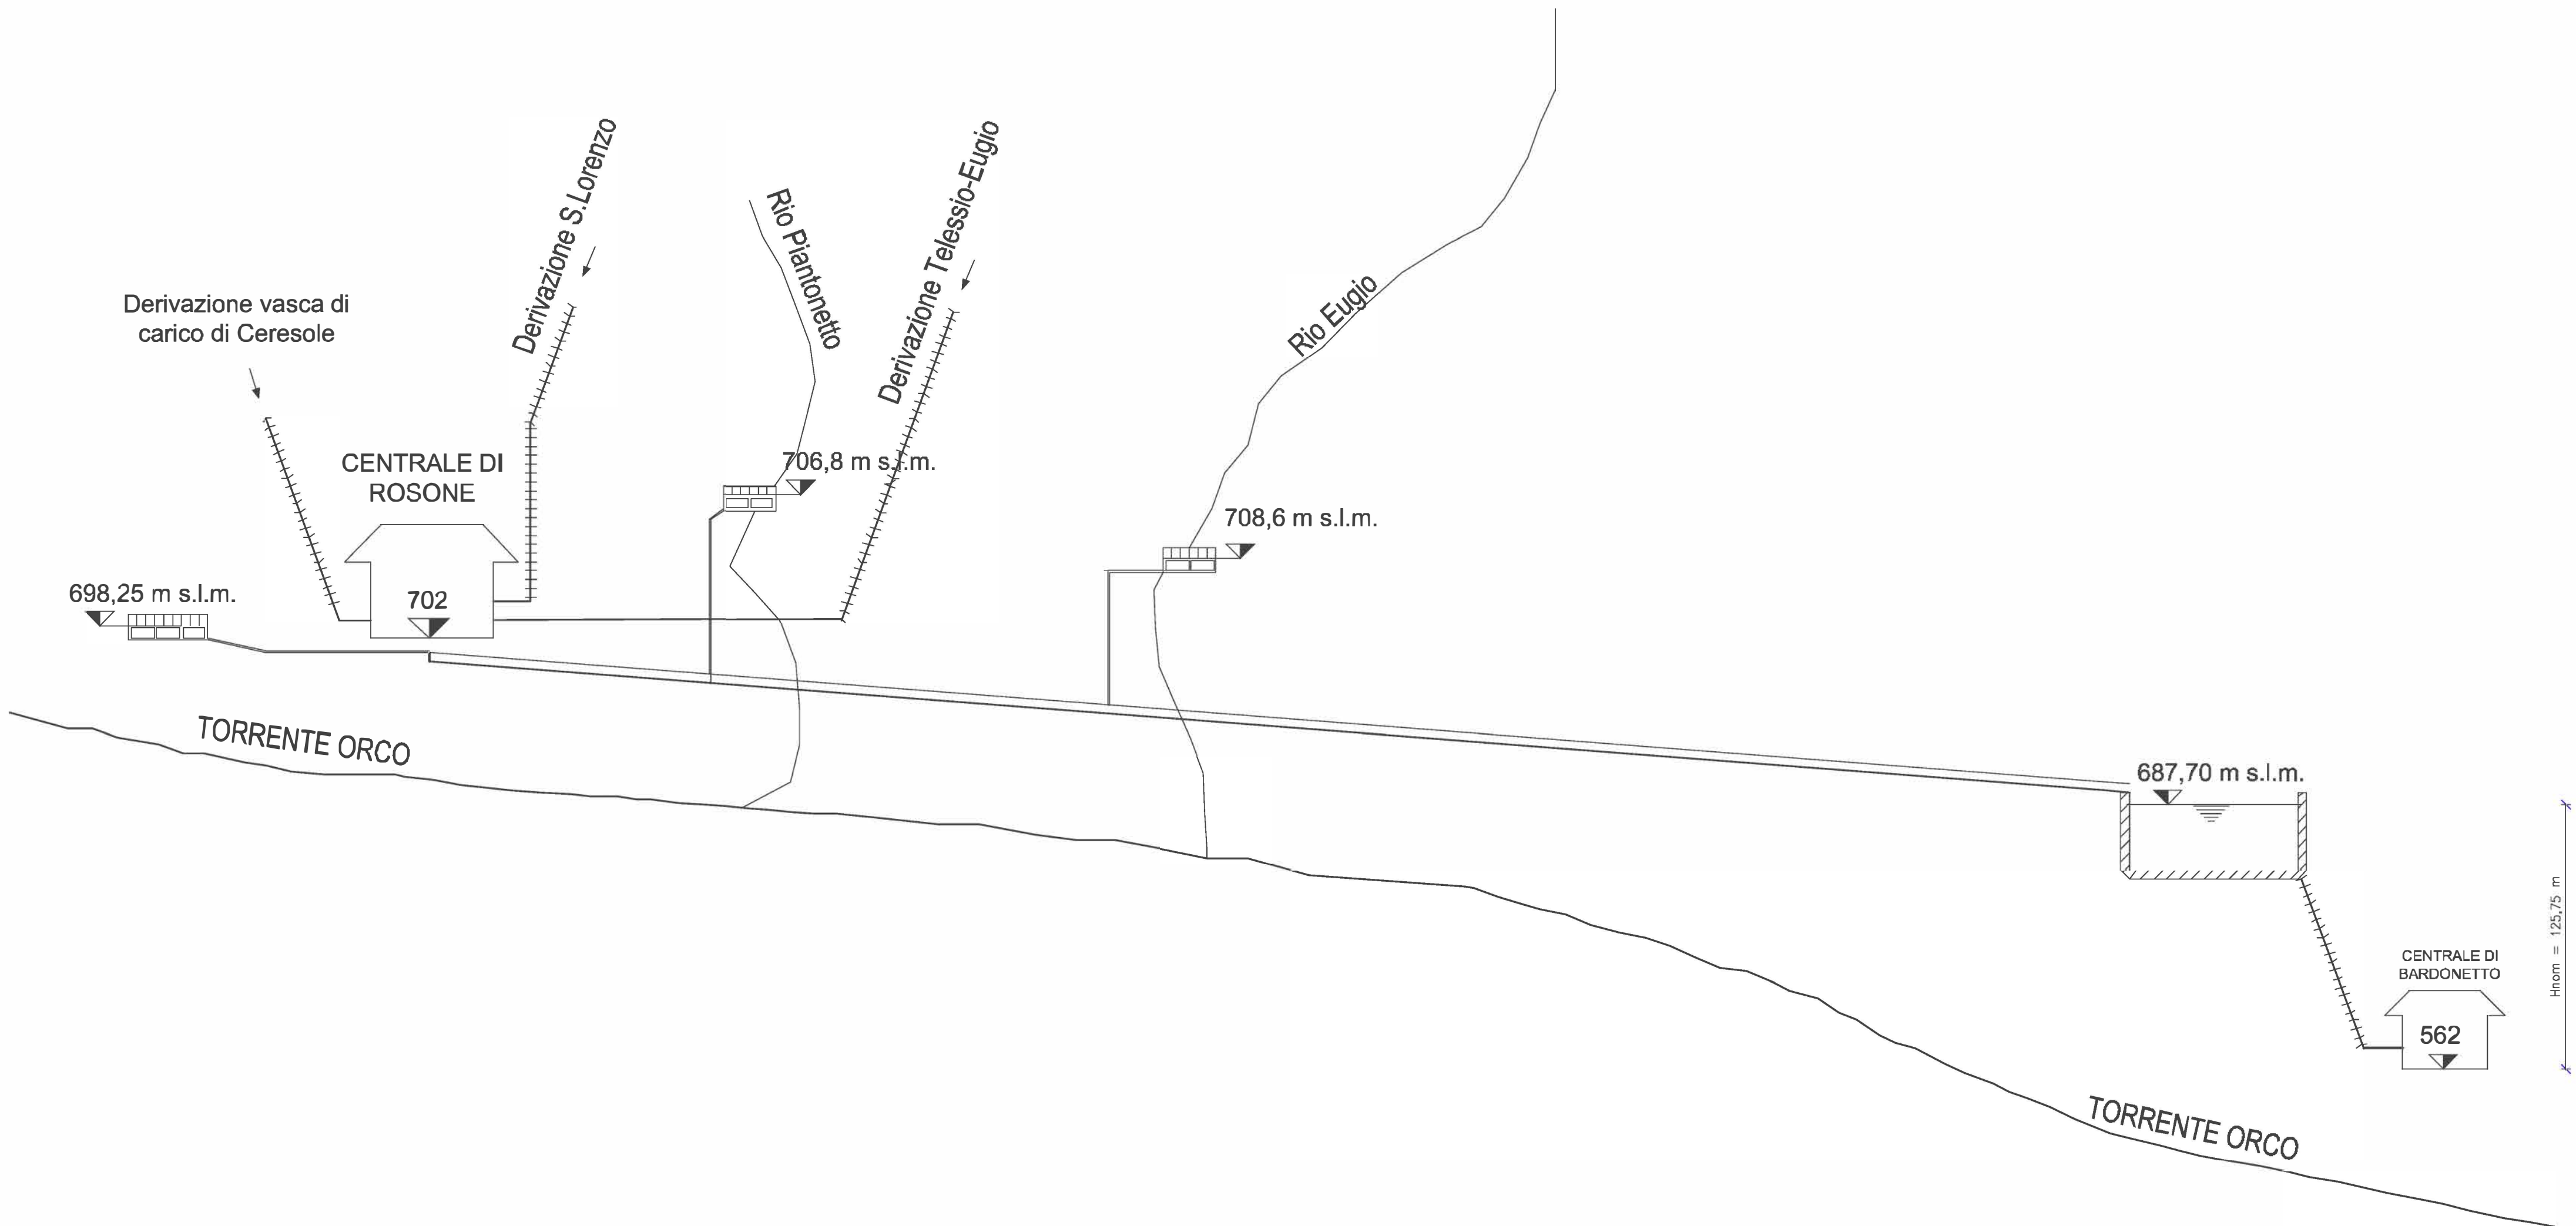 Derivazione vasca di
carico di Ceresole
Derivazione S.Lorenzo
Rio Piantonetto
Derivazione Telessio-Eugio
Rio Eugio
CENTRALE DI
ROSONE
702
706,8 m s.l.m.
708,6 m s.l.m.
698,25 m s.l.m.
TORRENTE ORCO
687,70 m s.l.m.
Hnom = 125,75 m
CENTRALE DI
BARDONETTO
562
TORRENTE ORCO